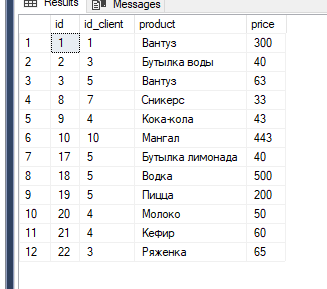 Results Messages
id id_client product price
1 1 1 Вантуз 300
2 2 3 Бутылка воды 40
3 3 5 Вантуз 63
4 8 7 Сникерс 33
5 9 4 Кока-кола 43
6 10 10 Мангал 443
7 17 5 Бутылка лимонада 40
8 18 5 Водка 500
9 19 5 Пицца 200
10 20 4 Молоко 50
11 21 4 Кефир 60
12 22 3 Ряженка 65